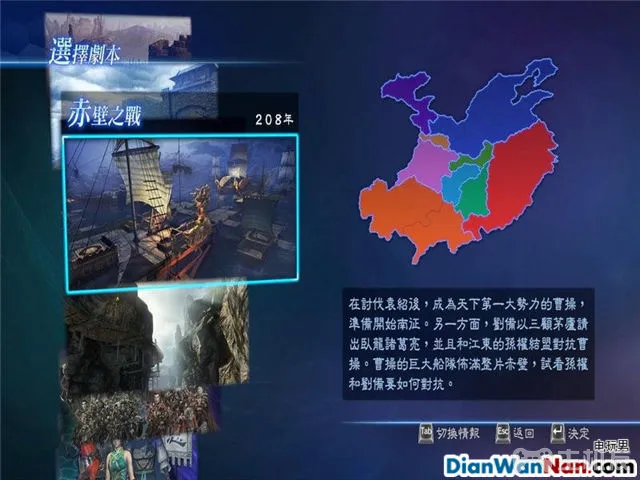 選擇劇本
赤壁之戰
208年
在討伐袁紹後，成為天下第一大勢力的曹操，
準備開始南征。另一方面，劉備以三顧茅廬請
出臥龍諸葛亮，並且和江東的孫權結盟對抗曹
操。曹操的巨大船隊佈滿整片赤壁，試看孫權
和劉備要如何對抗。
Tab 切換情報 Esc 返回 決定
电玩男
DianWanNan.com